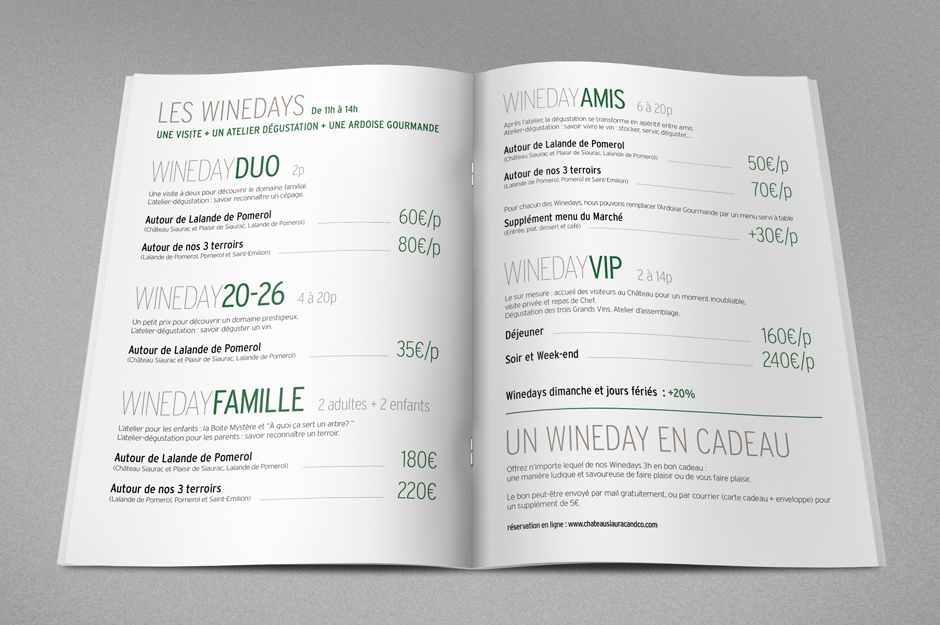 LES WINEDAYS De 11h à 14h
UNE VISITE + UN ATELIER DÉGUSTATION + UNE ARDOISE GOURMANDE
WINEDAYDUO 2p
Une visite à deux pour découvrir le domaine familial.
L'atelier-dégustation : savoir reconnaître un cépage.
Autour de Lalande de Pomerol 60€/p
(Château Siaurac et Plaisir de Siaurac, Lalande de Pomerol)
Autour de nos 3 terroirs 80€/p
(Lalande de Pomerol, Pomerol et Saint-Emilion)
WINEDAY20-26 4 à 20p
Un petit prix pour découvrir un domaine prestigieux.
L'atelier-dégustation : savoir déguster un vin.
Autour de Lalande de Pomerol 35€/p
(Château Siaurac et Plaisir de Siaurac, Lalande de Pomerol)
WINEDAYFAMILLE 2 adultes + 2 enfants
L'atelier pour les enfants : la Boite Mystère et "À quoi ça sert un arbre? "
L'atelier-dégustation pour les parents : savoir reconnaître un terroir.
Autour de Lalande de Pomerol 180€
(Château Siaurac et Plaisir de Siaurac, Lalande de Pomerol)
Autour de nos 3 terroirs 220€
(Lalande de Pomerol, Pomerol et Saint-Emilion)
WINEDAYAMIS 6 à 20p
Après l'atelier, la dégustation se transforme en apéritif entre amis.
Atelier-dégustation : savoir vivre le vin : stocker, servir, déguster,...
Autour de Lalande de Pomerol 50€/p
(Château Siaurac et Plaisir de Siaurac, Lalande de Pomerol)
Autour de nos 3 terroirs 70€/p
(Lalande de Pomerol, Pomerol et Saint-Emilion)
Pour chacun des Winedays, nous pouvons remplacer l'Ardoise Gourmande par un menu servi à table
Supplément menu du Marché +30€/p
(Entrée, plat, dessert et café)
WINEDAYVIP 2 à 14p
Le sur mesure : accueil des visiteurs au Château pour un moment inoubliable,
visite privée et repas de Chef.
Dégustation des trois Grands Vins. Atelier d'assemblage.
Déjeuner 160€/p
Soir et Week-end 240€/p
Winedays dimanche et jours fériés : +20%
UN WINEDAY EN CADEAU
Offrez n'importe lequel de nos Winedays 3h en bon cadeau :
une manière ludique et savoureuse de faire plaisir ou de vous faire plaisir.
Le bon peut-être envoyé par mail gratuitement, ou par courrier (carte cadeau + enveloppe) pour
un supplément de 5€
réservation en ligne : www.chateausiauracandco.com